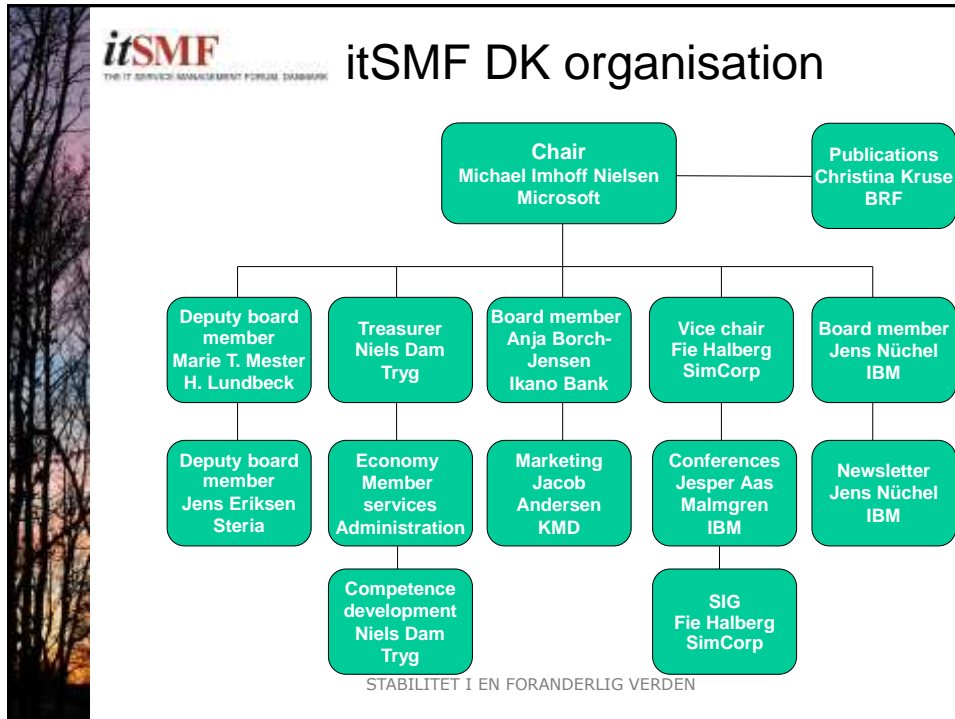 itSMF
THE IT SERVICE MANAGEMENT FORUM, DANMARK
itSMF DK organisation
Chair
Michael Imhoff Nielsen
Microsoft
Publications
Christina Kruse
BRF
Deputy board
member
Marie T. Mester
H. Lundbeck
Treasurer
Niels Dam
Tryg
Board member
Anja Borch-
Jensen
Ikano Bank
Vice chair
Fie Halberg
SimCorp
Board member
Jens Nüchel
IBM
Deputy board
member
Jens Eriksen
Steria
Economy
Member
services
Administration
Marketing
Jacob
Andersen
KMD
Conferences
Jesper Aas
Malmgren
IBM
Newsletter
Jens Nüchel
IBM
Competence
development
Niels Dam
Tryg
SIG
Fie Halberg
SimCorp
STABILITET I EN FORANDERLIG VERDEN